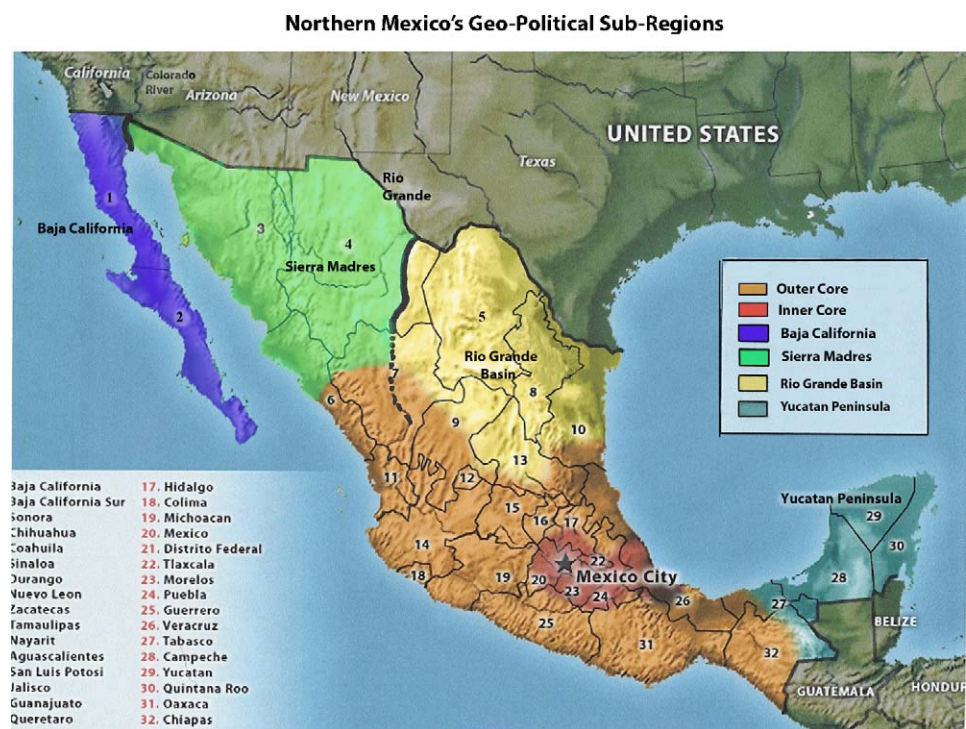 Northern Mexico's Geo-Political Sub-Regions
California
Colorado
River
Arizona
New Mexico
UNITED STATES
Texas
Rio
Grande
1
Baja California
3
4
Sierra Madres
2
5
Rio Grande
Basin
7
6
8
9
10
13
11
12
Outer Core
Inner Core
Baja California
Sierra Madres
Rio Grande Basin
Yucatan Peninsula
15
16
17
14
18
19
20
22
Mexico City
23
24
25
26
31
32
27
28
Yucatan Peninsula
29
30
BELIZE
GUATEMALA
HONDUR
Baja California
Baja California Sur
Sonora
Chihuahua
Coahuila
Sinaloa
Durango
Nuevo Leon
Zacatecas
Tamaulipas
Nayarit
Aguascalientes
San Luis Potosi
Jalisco
Guanajuato
Queretaro
17. Hidalgo
18. Colima
19. Michoacan
20. Mexico
21. Distrito Federal
22. Tlaxcala
23. Morelos
24. Puebla
25. Guerrero
26. Veracruz
27. Tabasco
28. Campeche
29. Yucatan
30. Quintana Roo
31. Oaxaca
32. Chiapas